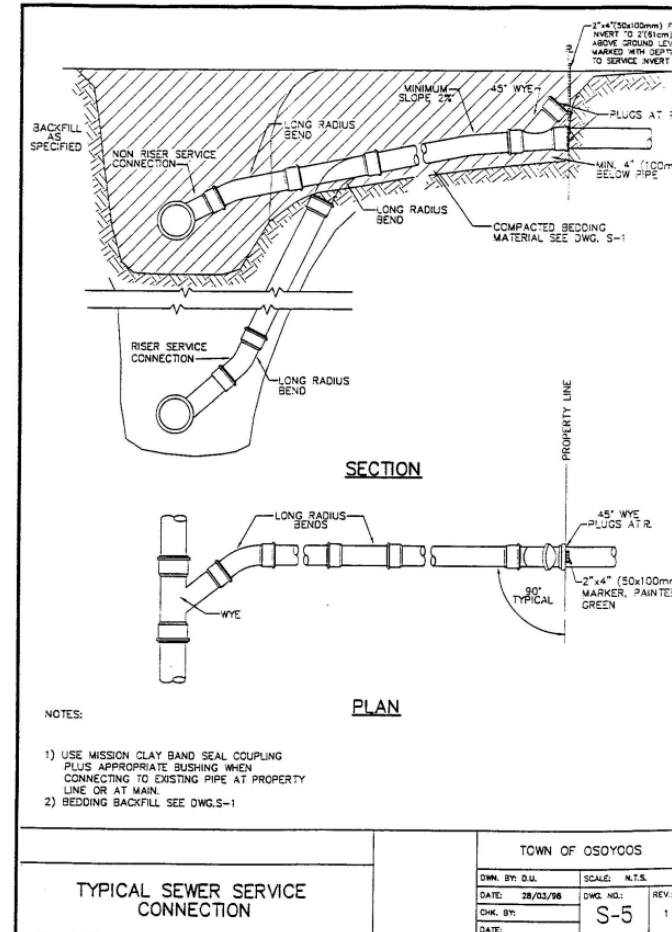 2"x4"(50x100mm)
INVERT TO 2'(61cm)
ABOVE GROUND
MARKED WITH
TO SERVICE INVERT
MINIMUM
SLOPE 2%
45° WYE
PLUGS AT
BACKFILL
AS
SPECIFIED
LONG RADIUS
BEND
NON RISER SERVICE
CONNECTION
MIN. 4"
BELOW PIPE
LONG RADIUS
BEND
COMPACTED BEDDING
MATERIAL SEE DWG. S-1
RISER SERVICE
CONNECTION
LONG RADIUS
BEND
PROPERTY LINE
SECTION
LONG RADIUS
BENDS
45° WYE
PLUGS AT PL
WYE
90°
TYPICAL
2"x4"
MARKER,
GREEN
PLAN
NOTES:
1) USE MISSION CLAY BAND SEAL COUPLING
PLUS APPROPRIATE BUSHING WHEN
CONNECTING TO EXISTING PIPE AT PROPERTY
LINE OR AT MAIN.
2) BEDDING BACKFILL SEE DWG.S-1
TYPICAL SEWER SERVICE
CONNECTION
TOWN OF OSOYOOS
DWN. BY: D.U.
SCALE: N.T.S.
DATE: 28/03/96
DWG. NO.:
REV.:
CHK. BY:
S-5
1
DATE: